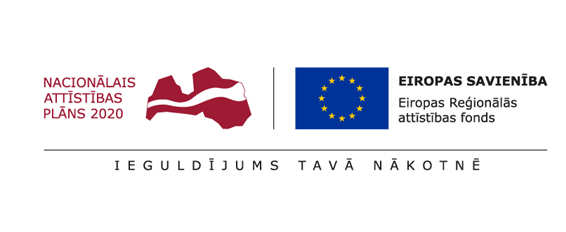 NACIONĀLAIS
ATTĪSTĪBAS
PLĀNS 2020
EIROPAS SAVIENĪBA
Eiropas Reģionālās
attīstības fonds
IEGULDĪJUMS TAVĀ NĀKOTNĒ